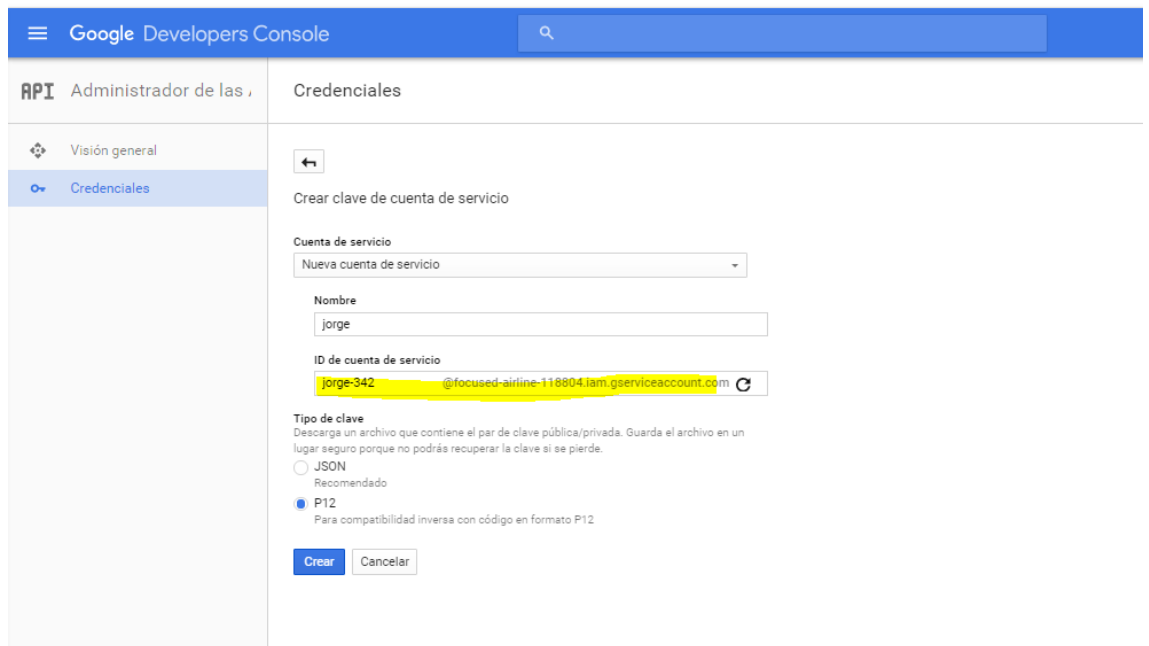 Google Developers Console
API Administrador de las
Credenciales
Visión general
Credenciales
Crear clave de cuenta de servicio
Cuenta de servicio
Nueva cuenta de servicio
Nombre
jorge
ID de cuenta de servicio
jorge-342 @focused-airline-118804.iam.gserviceaccount.com
Tipo de clave
Descarga un archivo que contiene el par de clave pública/privada. Guarda el archivo en un
lugar seguro porque no podrás recuperar la clave si se pierde.
JSON
Recomendado
P12
Para compatibilidad inversa con código en formato P12
Crear Cancelar